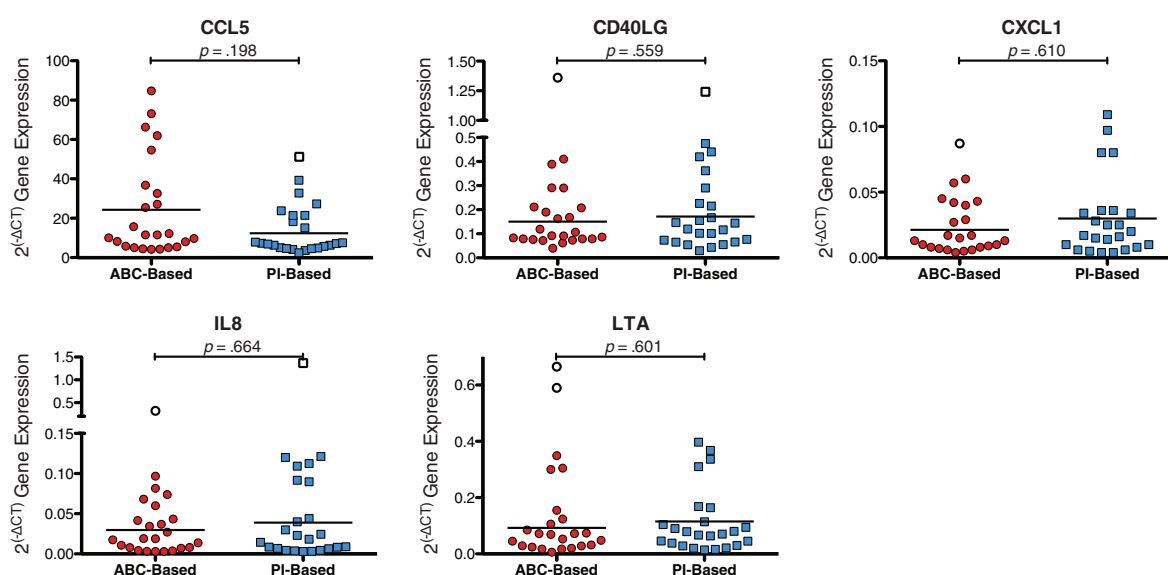 CCL5
p = .198
2(-ΔCT) Gene Expression
100
80
60
40
20
0
ABC-Based
PI-Based
CD40LG
p = .559
2(-ΔCT) Gene Expression
1.50
1.25
1.00
0.5
0.4
0.3
0.2
0.1
0.0
ABC-Based
PI-Based
CXCL1
p = .610
2(-ΔCT) Gene Expression
0.15
0.10
0.05
0.00
ABC-Based
PI-Based
IL8
p = .664
2(-ΔCT) Gene Expression
1.5
1.0
0.5
0.15
0.10
0.05
0.00
ABC-Based
PI-Based
LTA
p = .601
2(-ΔCT) Gene Expression
0.6
0.4
0.2
0.0
ABC-Based
PI-Based